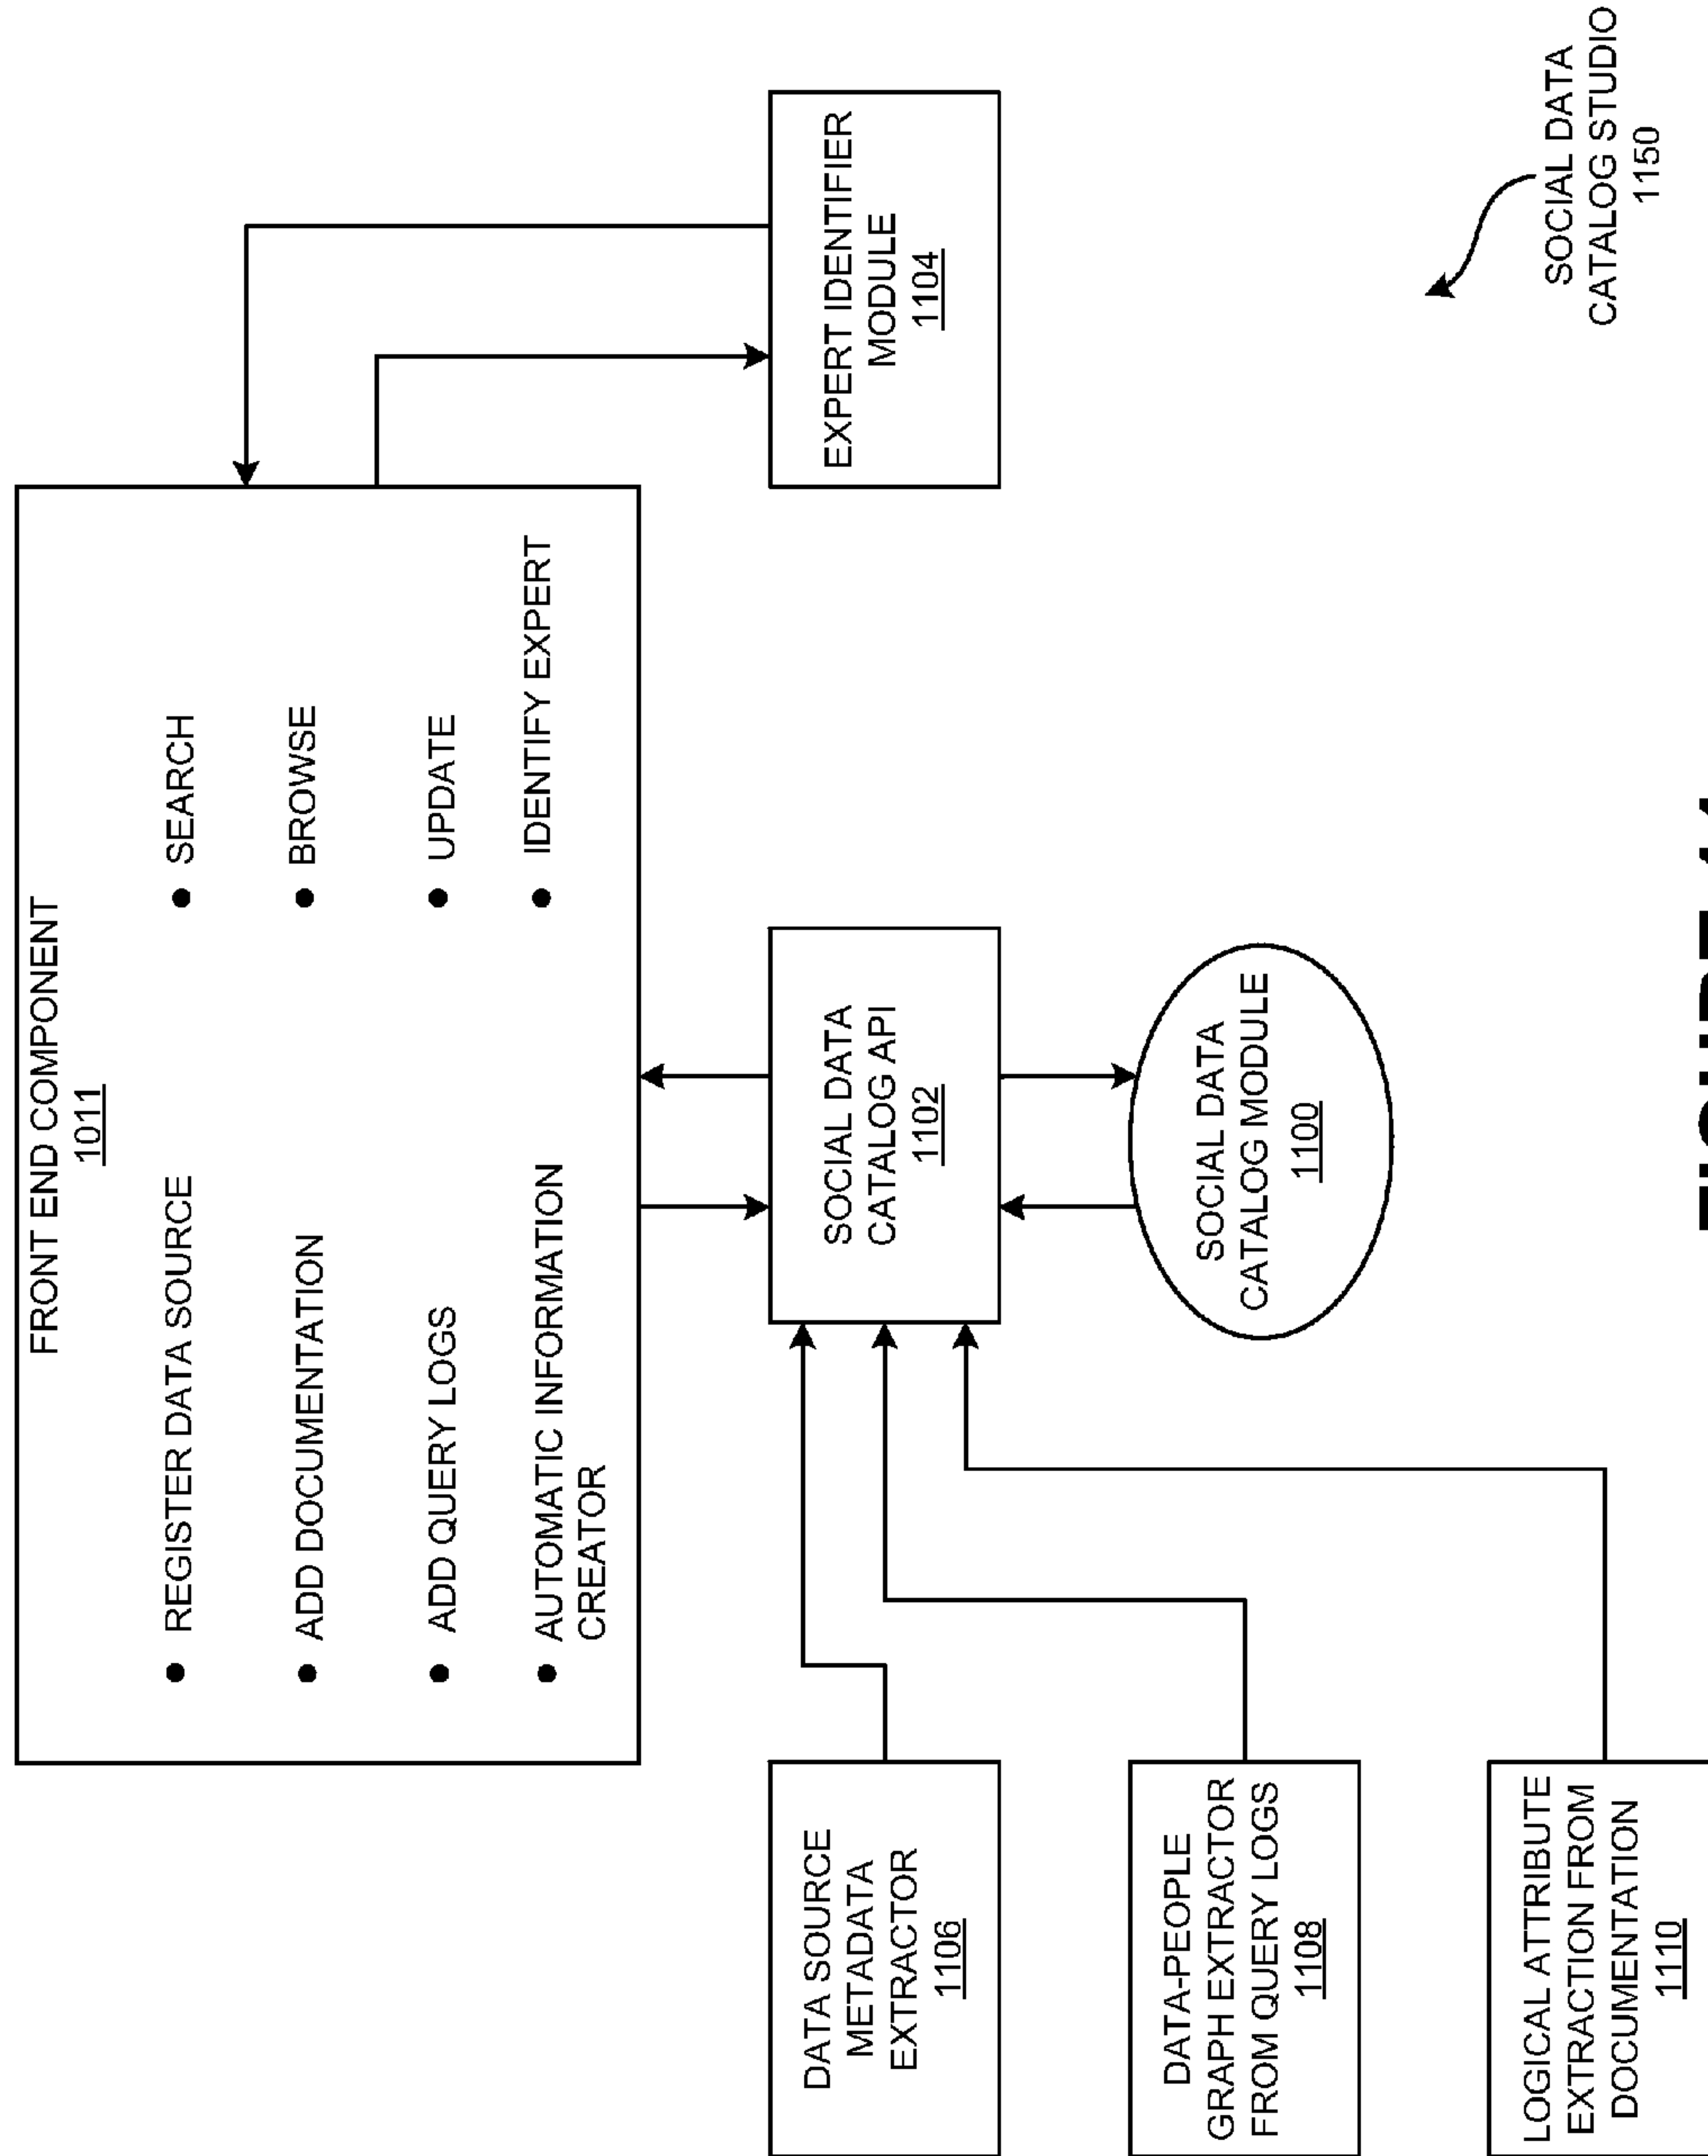 FRONT END COMPONENT
1011
● REGISTER DATA SOURCE
● ADD DOCUMENTATION
● ADD QUERY LOGS
● AUTOMATIC INFORMATION
CREATOR
● SEARCH
● BROWSE
● UPDATE
● IDENTIFY EXPERT
DATA SOURCE
METADATA
EXTRACTOR
1106
SOCIAL DATA
CATALOG API
1102
EXPERT IDENTIFIER
MODULE
1104
DATA-PEOPLE
GRAPH EXTRACTOR
FROM QUERY LOGS
1108
SOCIAL DATA
CATALOG MODULE
1100
LOGICAL ATTRIBUTE
EXTRACTION FROM
DOCUMENTATION
1110
SOCIAL DATA
CATALOG STUDIO
1150